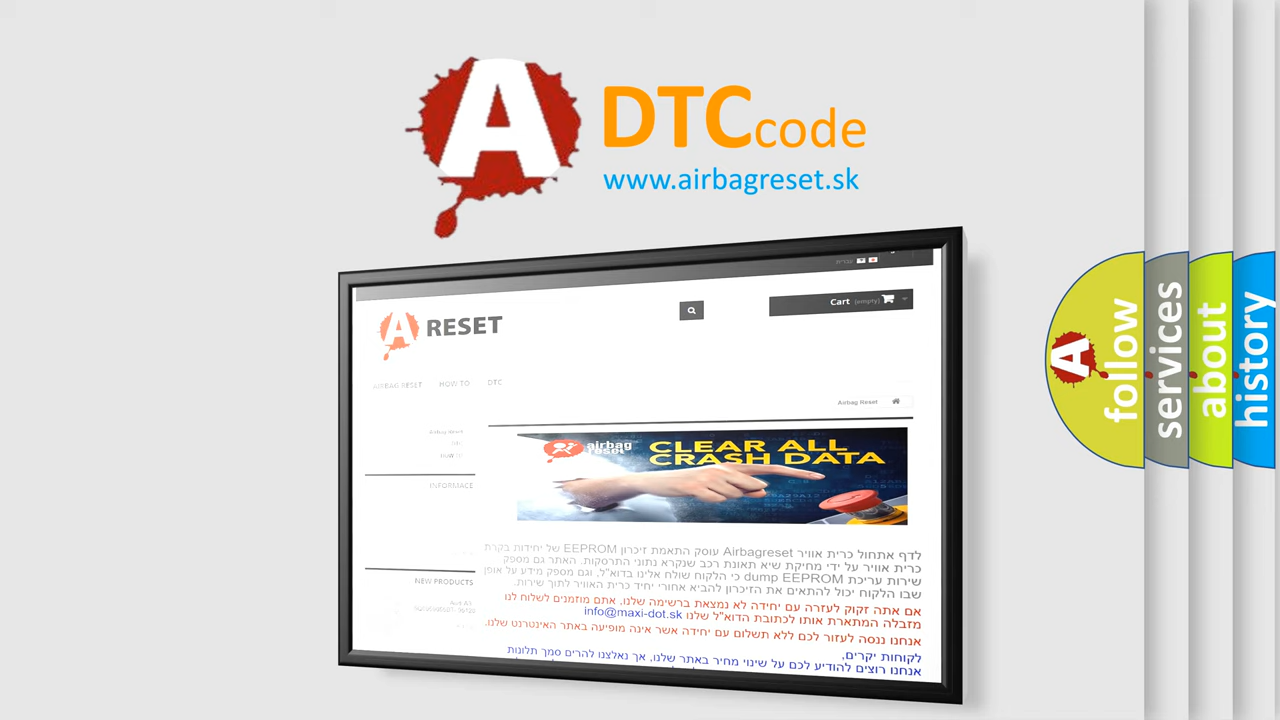 A DTC code
www.airbagreset.sk
עברית
Cart (empty)
A RESET
AIRBAG RESET HOW TO DTC
Airbag Reset
Airbag Reset
HOW TO
INFORMACE
NEW PRODUCTS
airbag reset
CLEAR ALL
CRASH DATA
לדף אתחול כרית אוויר Airbagreset עוסק התאמת זיכרון EEPROM של יחידות בקרת
כרית אוויר על ידי מחיקת שיא תאונת רכב שנקרא נתוני התרסקות. האתר גם מספק
שירות עריכת dump EEPROM כי הלקוח שולח אלינו בדוא"ל, וגם מספק מידע על אופן
שבו הלקוח יכול להתאים את הזיכרון להביא אחורי יחיד כרית האוויר לתוך שירות.
אם אתה זקוק לעזרה עם יחידה לא נמצאת ברשימה שלנו, אתם מוזמנים לשלוח לנו
מזבלה המתארת אותו לכתובת הדוא"ל שלנו info@maxi-dot.sk
אנחנו ננסה לעזור לכם ללא תשלום עם יחידה אשר אינה מופיעה באתר האינטרנט שלנו.
לקוחות יקרים,
אנחנו רוצים להודיע לכם על שינוי מחיר באתר שלנו, אך נאלצנו להרים סמך תלונות
A follow
services
about
history